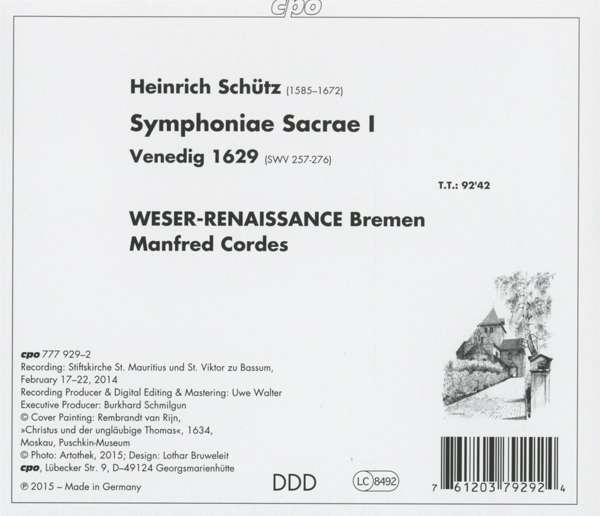 cpo
Heinrich Schütz (1585–1672)
Symphoniae Sacrae I
Venedig 1629 (SWV 257-276)
T.T.: 92'42
WESER-RENAISSANCE Bremen
Manfred Cordes
cpo 777 929–2
Recording: Stiftskirche St. Mauritius und St. Viktor zu Bassum,
February 17–22, 2014
Recording Producer & Digital Editing & Mastering: Uwe Walter
Executive Producer: Burkhard Schmilgun
© Cover Painting: Rembrandt van Rijn,
»Christus und der ungläubige Thomas«, 1634,
Moskau, Puschkin-Museum
© Photo: Artothek, 2015; Design: Lothar Bruweleit
cpo, Lübecker Str. 9, D–49124 Georgsmarienhütte
℗ 2015 – Made in Germany
DDD
LC 8492
7 61203 79292 4